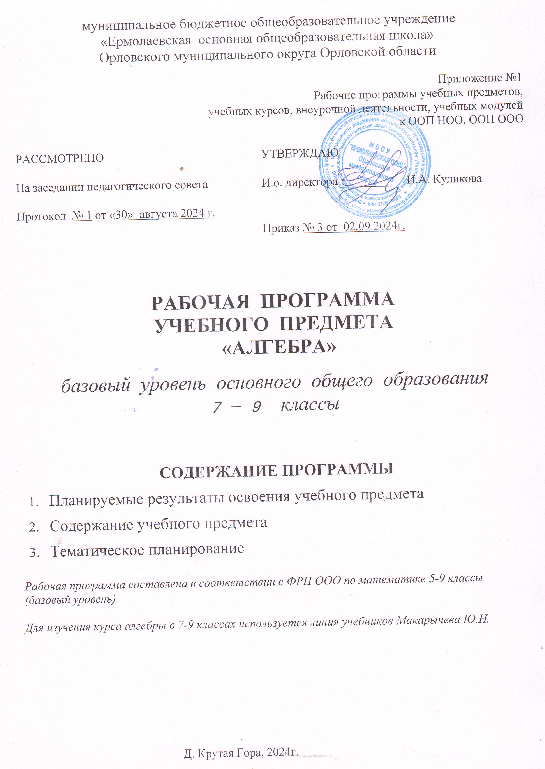 муниципальное бюджетное общеобразовательное учреждение
«Ермолаевская основная общеобразовательная школа»
Орловского муниципального округа Орловской области
Приложение №1
Рабочие программы учебных предметов,
учебных курсов, внеурочной деятельности, учебных модулей
к ООП НОО, ООП ООО
РАССМОТРЕНО
УТВЕРЖДАЮ
На заседании педагогического совета
И.о. директора И.А. Куликова
Протокол № 1 от «30» августа 2024 г.
Приказ № 3 от 02.09.2024г.
РАБОЧАЯ ПРОГРАММА
УЧЕБНОГО ПРЕДМЕТА
«АЛГЕБРА»
базовый уровень основного общего образования
7 – 9 классы
СОДЕРЖАНИЕ ПРОГРАММЫ
1. Планируемые результаты освоения учебного предмета
2. Содержание учебного предмета
3. Тематическое планирование
Рабочая программа составлена в соответствии с ФРП ООО по математике 5-9 классы
(базовый уровень)
Для изучения курса алгебры в 7-9 классах используется линия учебников Макарычева Ю.Н.
Д. Крутая Гора, 2024г.